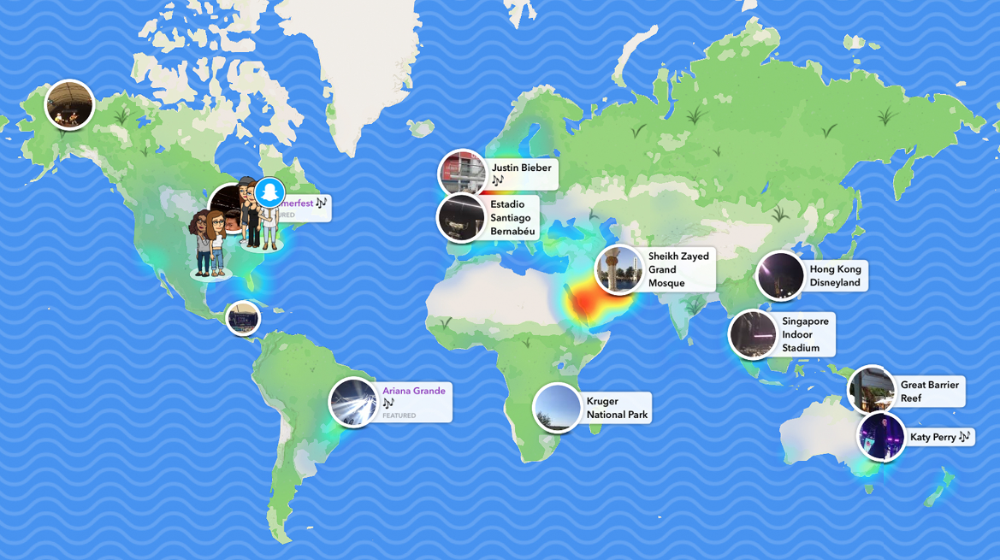 Justin Bieber
🎶
Estadio
Santiago
Bernabéu
merfest 🎶
URED
Sheikh Zayed
Grand
Mosque
Hong Kong
Disneyland
Singapore
Indoor
Stadium
Ariana Grande
🎶
FEATURED
Kruger
National Park
Great Barrier
Reef
Katy Perry 🎶